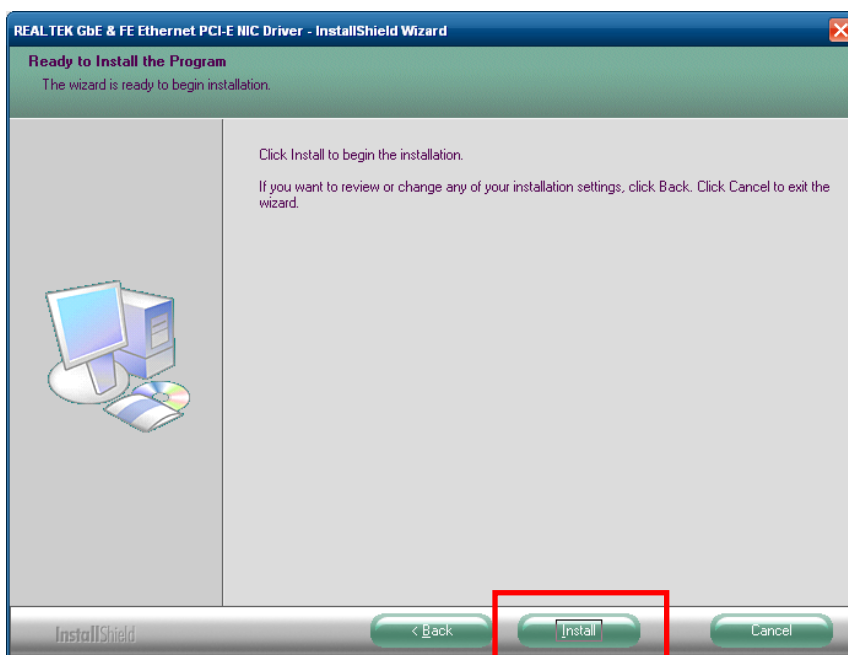 REALTEK GbE & FE Ethernet PCI-E NIC Driver - InstallShield Wizard
Ready to Install the Program
The wizard is ready to begin installation.
Click Install to begin the installation.
If you want to review or change any of your installation settings, click Back. Click Cancel to exit the
wizard.
InstallShield
< Back
Install
Cancel